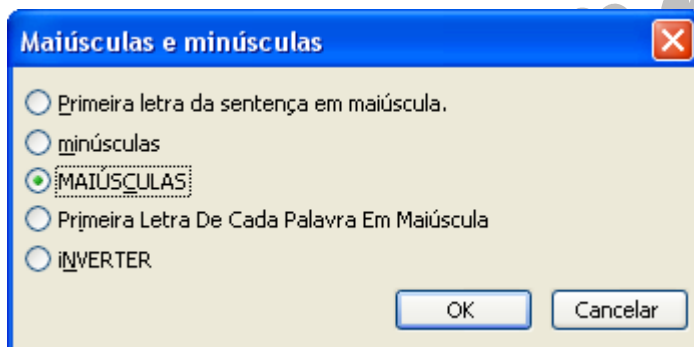 Maiúsculas e minúsculas
Primeira letra da sentença em maiúscula.
minúsculas
MAIÚSCULAS
Primeira Letra De Cada Palavra Em Maiúscula
iNVERTER
OK Cancelar